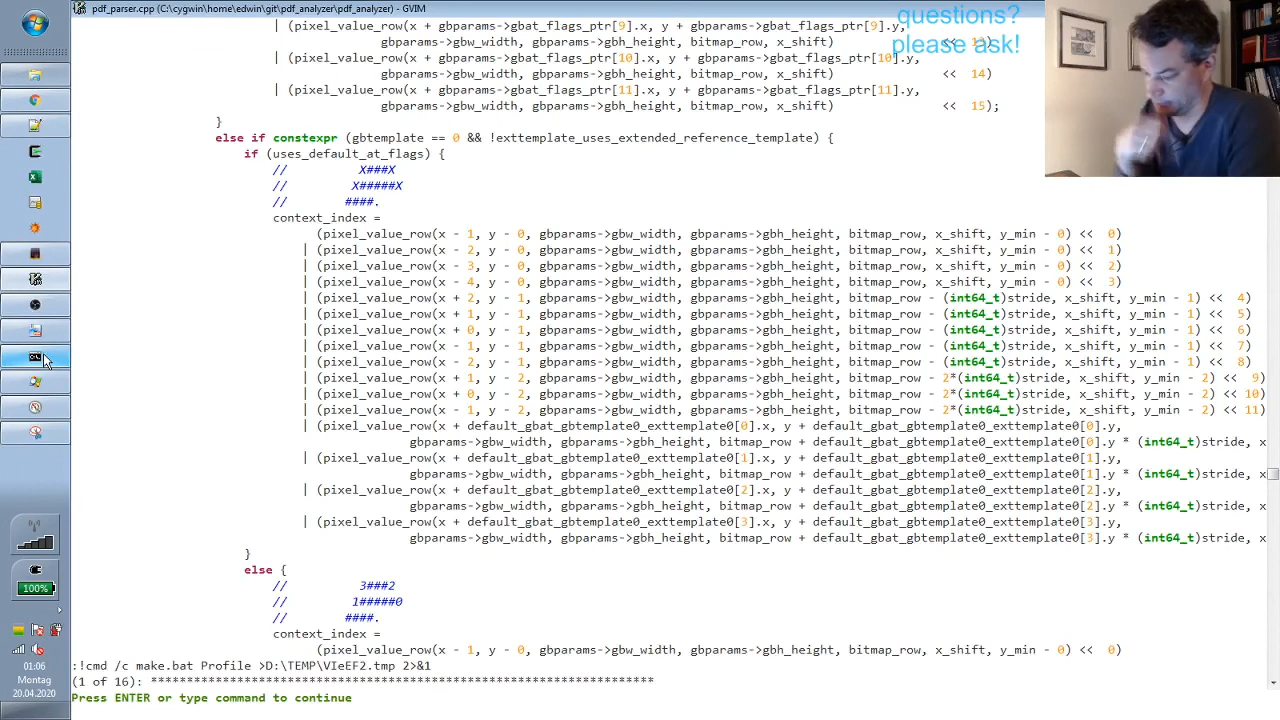 pdf_parser.cpp (C:\cygwin\home\edwin\git\pdf_analyzer\pdf_analyzer) - GVIM
questions?
please ask!
| (pixel_value_row(x + gbparams->gbat_flags_ptr[9].x, y + gbparams->gbat_flags_ptr[9].y,
gbparams->gbw_width, gbparams->gbh_height, bitmap_row, x_shift) << 13)
| (pixel_value_row(x + gbparams->gbat_flags_ptr[10].x, y + gbparams->gbat_flags_ptr[10].y,
gbparams->gbw_width, gbparams->gbh_height, bitmap_row, x_shift) << 14)
| (pixel_value_row(x + gbparams->gbat_flags_ptr[11].x, y + gbparams->gbat_flags_ptr[11].y,
gbparams->gbw_width, gbparams->gbh_height, bitmap_row, x_shift) << 15);
}
else if constexpr (gbtemplate == 0 && !exttemplate_uses_extended_reference_template) {
if (uses_default_at_flags) {
// X###X
// X#####X
// ####.
context_index =
(pixel_value_row(x - 1, y - 0, gbparams->gbw_width, gbparams->gbh_height, bitmap_row, x_shift, y_min - 0) << 0)
| (pixel_value_row(x - 2, y - 0, gbparams->gbw_width, gbparams->gbh_height, bitmap_row, x_shift, y_min - 0) << 1)
| (pixel_value_row(x - 3, y - 0, gbparams->gbw_width, gbparams->gbh_height, bitmap_row, x_shift, y_min - 0) << 2)
| (pixel_value_row(x - 4, y - 0, gbparams->gbw_width, gbparams->gbh_height, bitmap_row, x_shift, y_min - 0) << 3)
| (pixel_value_row(x + 2, y - 1, gbparams->gbw_width, gbparams->gbh_height, bitmap_row - (int64_t)stride, x_shift, y_min - 1) << 4)
| (pixel_value_row(x + 1, y - 1, gbparams->gbw_width, gbparams->gbh_height, bitmap_row - (int64_t)stride, x_shift, y_min - 1) << 5)
| (pixel_value_row(x + 0, y - 1, gbparams->gbw_width, gbparams->gbh_height, bitmap_row - (int64_t)stride, x_shift, y_min - 1) << 6)
| (pixel_value_row(x - 1, y - 1, gbparams->gbw_width, gbparams->gbh_height, bitmap_row - (int64_t)stride, x_shift, y_min - 1) << 7)
| (pixel_value_row(x - 2, y - 1, gbparams->gbw_width, gbparams->gbh_height, bitmap_row - (int64_t)stride, x_shift, y_min - 1) << 8)
| (pixel_value_row(x + 1, y - 2, gbparams->gbw_width, gbparams->gbh_height, bitmap_row - 2*(int64_t)stride, x_shift, y_min - 2) << 9)
| (pixel_value_row(x + 0, y - 2, gbparams->gbw_width, gbparams->gbh_height, bitmap_row - 2*(int64_t)stride, x_shift, y_min - 2) << 10)
| (pixel_value_row(x - 1, y - 2, gbparams->gbw_width, gbparams->gbh_height, bitmap_row - 2*(int64_t)stride, x_shift, y_min - 2) << 11)
| (pixel_value_row(x + default_gbat_gbtemplate0_exttemplate0[0].x, y + default_gbat_gbtemplate0_exttemplate0[0].y,
gbparams->gbw_width, gbparams->gbh_height, bitmap_row + default_gbat_gbtemplate0_exttemplate0[0].y * (int64_t)stride, x
| (pixel_value_row(x + default_gbat_gbtemplate0_exttemplate0[1].x, y + default_gbat_gbtemplate0_exttemplate0[1].y,
gbparams->gbw_width, gbparams->gbh_height, bitmap_row + default_gbat_gbtemplate0_exttemplate0[1].y * (int64_t)stride, x
| (pixel_value_row(x + default_gbat_gbtemplate0_exttemplate0[2].x, y + default_gbat_gbtemplate0_exttemplate0[2].y,
gbparams->gbw_width, gbparams->gbh_height, bitmap_row + default_gbat_gbtemplate0_exttemplate0[2].y * (int64_t)stride, x
| (pixel_value_row(x + default_gbat_gbtemplate0_exttemplate0[3].x, y + default_gbat_gbtemplate0_exttemplate0[3].y,
gbparams->gbw_width, gbparams->gbh_height, bitmap_row + default_gbat_gbtemplate0_exttemplate0[3].y * (int64_t)stride, x
}
else {
// 3###2
// 1#####0
// ####.
context_index =
(pixel_value_row(x - 1, y - 0, gbparams->gbw_width, gbparams->gbh_height, bitmap_row, x_shift, y_min - 0) << 0)
:!cmd /c make.bat Profile >D:\TEMP\VIeEF2.tmp 2>&1
(1 of 16): **********************************************************************
Press ENTER or type command to continue
100%
01:06
Montag
20.04.2020